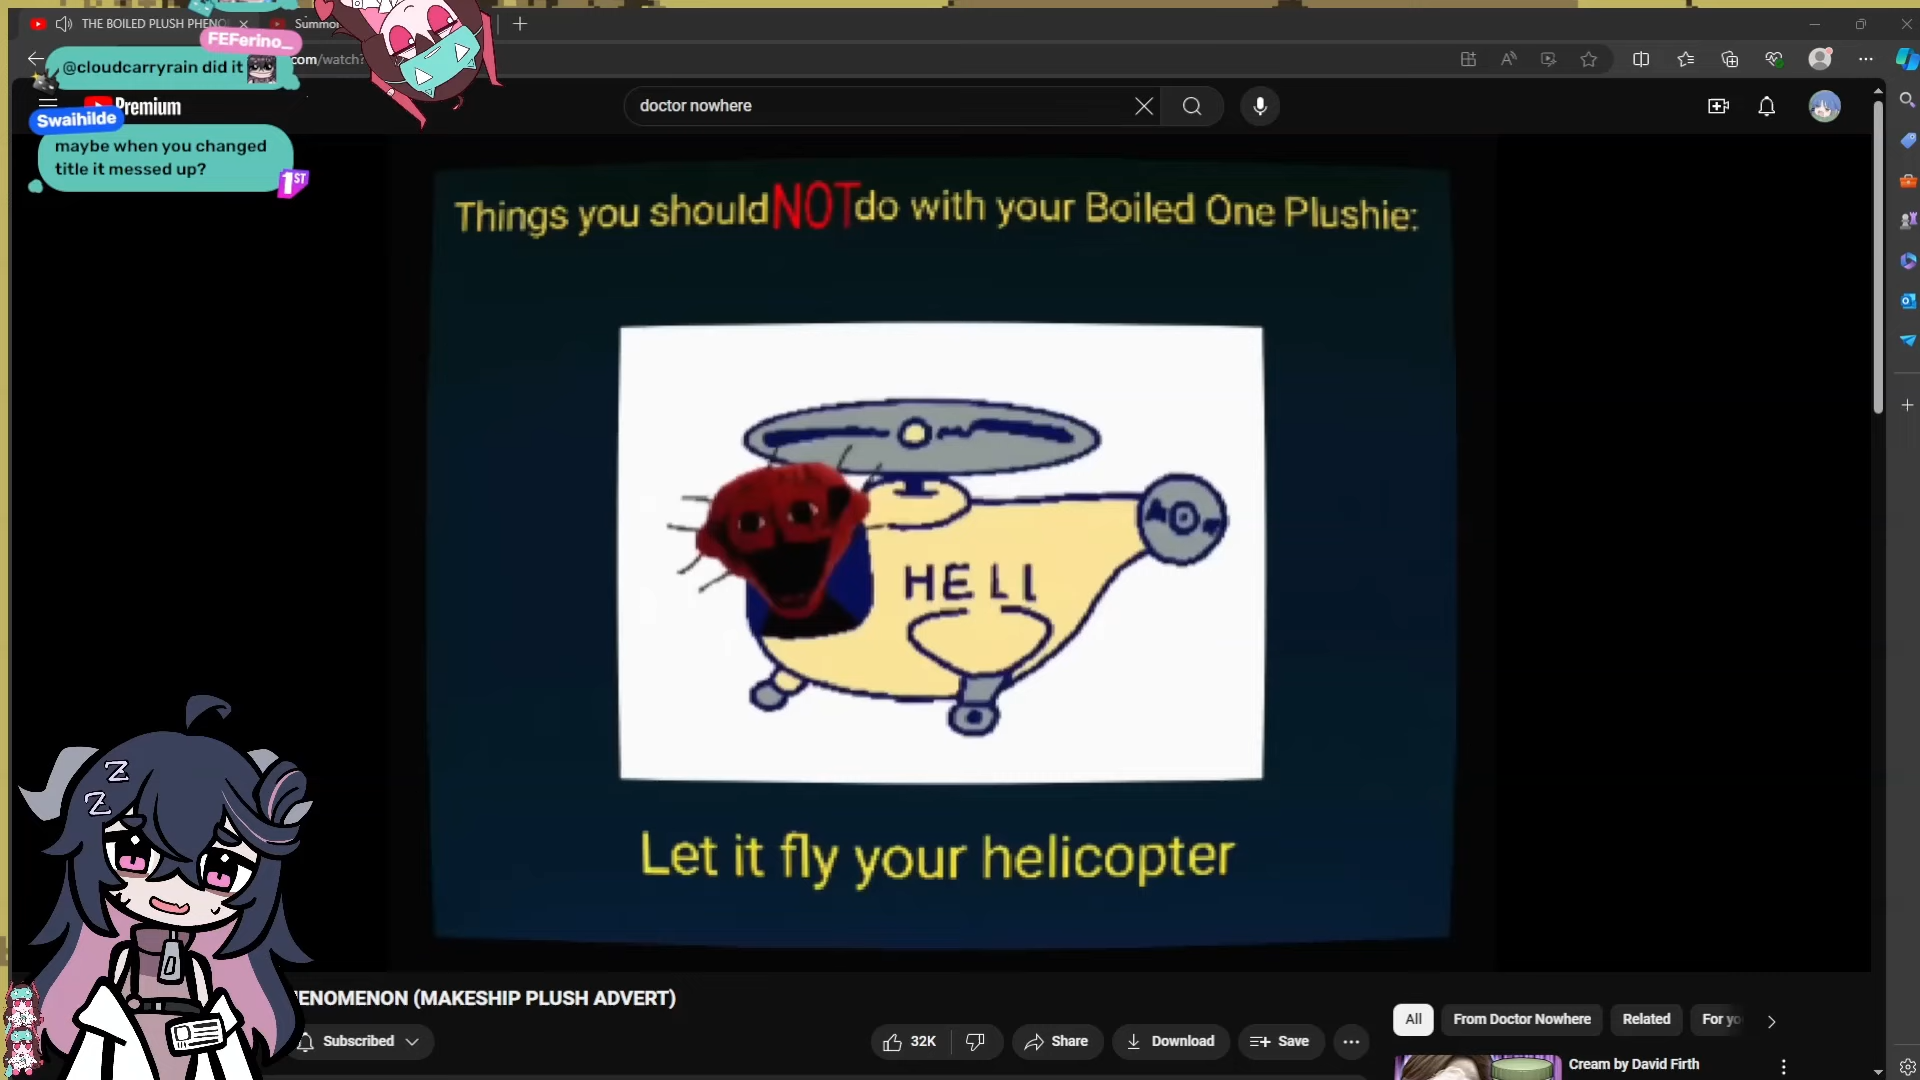 THE BOILED PLUSH PHENO
Summo
FEFerino_
@cloudcarryrain did it
com/watch?
Premium
doctor nowhere
Swaihilde
maybe when you changed
title it messed up?
1ST
Things you should NOT do with your Boiled One Plushie:
HELL
Let it fly your helicopter
Z
Z
ENOMENON (MAKESHIP PLUSH ADVERT)
Subscribed
32K
Share
Download
Save
All
From Doctor Nowhere
Related
For yo
Cream by David Firth